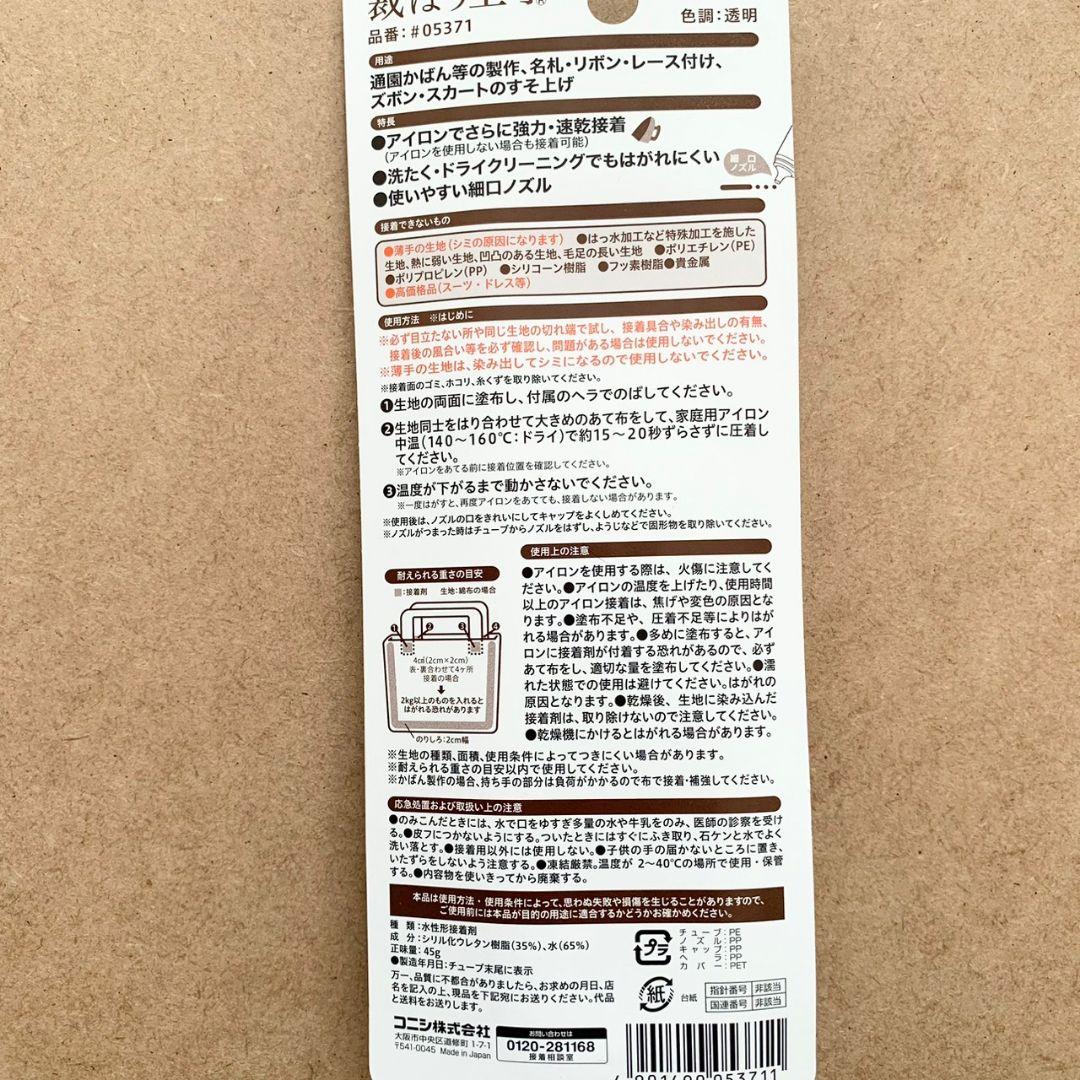 裁ほう上手®
色調：透明
品番：#05371
用途
通園かばん等の製作、名札・リボン・レース付け、
ズボン・スカートのすそ上げ
特長
●アイロンでさらに強力・速乾接着
（アイロンを使用しない場合も接着可能）
●洗たく・ドライクリーニングでもはがれにくい
●使いやすい細口ノズル
細口
ノズル
接着できないもの
●薄手の生地（シミの原因になります） ●はっ水加工など特殊加工を施した
生地、熱に弱い生地、凹凸のある生地、毛足の長い生地 ●ポリエチレン（PE）
●ポリプロピレン（PP） ●シリコーン樹脂 ●フッ素樹脂●貴金属
●高価格品（スーツ・ドレス等）
使用方法 ※はじめに
※必ず目立たない所や同じ生地の切れ端で試し、接着具合や染み出しの有無、
接着後の風合い等を必ず確認し、問題がある場合は使用しないでください。
※薄手の生地は、染み出してシミになるので使用しないでください。
※接着面のゴミ、ホコリ、糸くずを取り除いてください。
❶生地の両面に塗布し、付属のヘラでのばしてください。
❷生地同士をはり合わせて大きめのあて布をして、家庭用アイロン
中温（140～160℃：ドライ）で約15～20秒ずらさずに圧着し
てください。
※アイロンをあてる前に接着位置を確認してください。
❸温度が下がるまで動かさないでください。
※一度はがすと、再度アイロンをあてても、接着しない場合があります。
※使用後は、ノズルの口をきれいにしてキャップをよくしめてください。
※ノズルがつまった時はチューブからノズルをはずし、ようじなどで固形物を取り除いてください。
耐えられる重さの目安
：接着剤 生地：綿布の場合
❶ ❷ ❸ ❹
4㎠（2cm×2cm）
表・裏合わせて4ヶ所
接着の場合
2kg以上のものを入れると
はがれる恐れがあります
のりしろ：2cm幅
使用上の注意
●アイロンを使用する際は、火傷に注意してく
ださい。●アイロンの温度を上げたり、使用時間
以上のアイロン接着は、焦げや変色の原因とな
ります。●塗布不足や、圧着不足等によりはが
れる場合があります。●多めに塗布すると、アイ
ロンに接着剤が付着する恐れがあるので、必ず
あて布をし、適切な量を塗布してください。●濡
れた状態での使用は避けてください。はがれの
原因となります。●乾燥後、生地に染み込んだ
接着剤は、取り除けないので注意してください。
●乾燥機にかけるとはがれる場合があります。
※生地の種類、面積、使用条件によってつきにくい場合があります。
※耐えられる重さの目安以内で使用してください。
※かばん製作の場合、持ち手の部分は負荷がかかるので布で接着・補強してください。
応急処置および取扱い上の注意
●のみこんだときには、水で口をゆすぎ多量の水や牛乳をのみ、医師の診察を受け
る。●皮フにつかないようにする。ついたときにはすぐにふき取り、石ケンと水でよく
洗い落とす。●接着用以外には使用しない。●子供の手の届かないところに置き、
いたずらをしないよう注意する。●凍結厳禁。温度が 2～40℃の場所で使用・保管
する。●内容物を使いきってから廃棄する。
本品は使用方法・使用条件によって、思わぬ失敗や損傷を生じることがありますので、
ご使用前には本品が目的の用途に適合するかどうかお確かめください。
種 類：水性形接着剤
成 分：シリル化ウレタン樹脂（35%）、水（65%）
正味量：45g
●製造年月日：チューブ末尾に表示
万一、品質に不都合がありましたら、お求めの月日、店
名を記入の上、現品を下記宛にお送りください。代品
と送料をお送りします。
コニシ株式会社
大阪市中央区道修町 1-7-1
〒541-0045 Made in Japan
お問い合わせは
0120-281168
接着相談室
プラ
チューブ：PE
ノズル：PP
キャップ：PP
ヘラ：PP
カバー：PET
紙
台紙
指針番号 非該当
国連番号 非該当
4 901490 053711